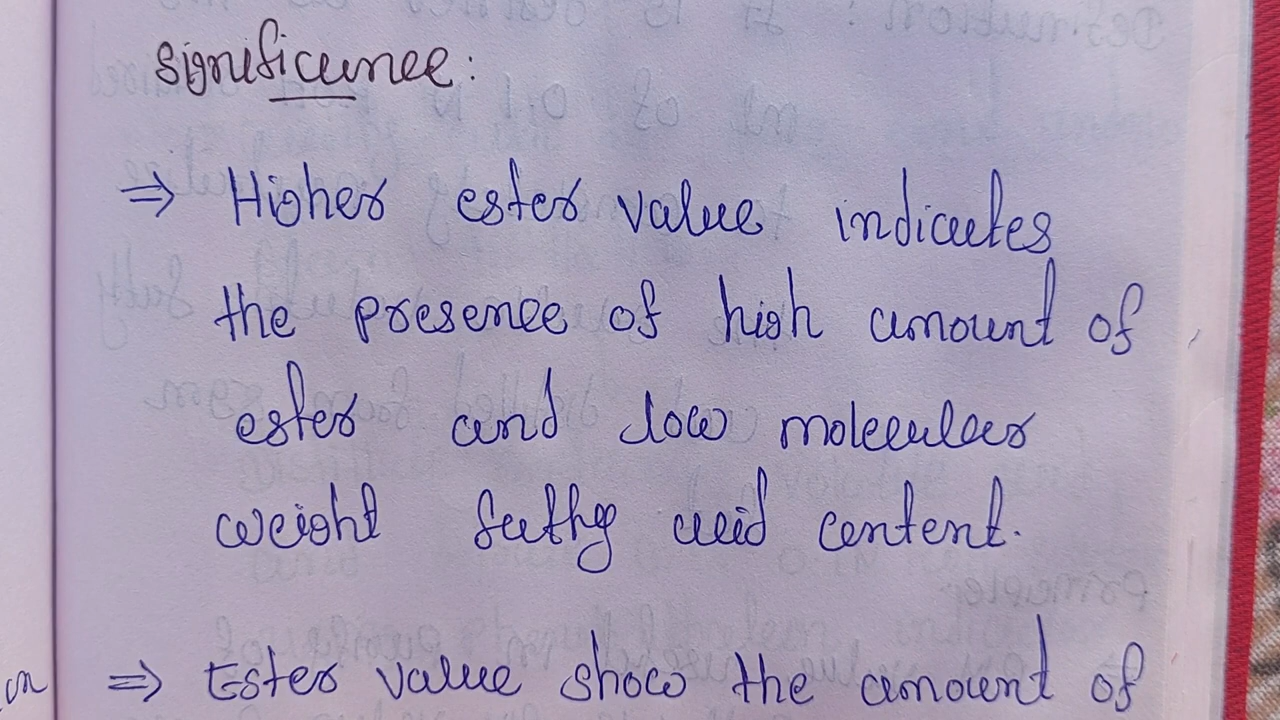 Significance:
⇒ Higher ester value indicates
the presence of high amount of
ester and low molecular
weight fatty acid content.
⇒ Ester value show the amount of